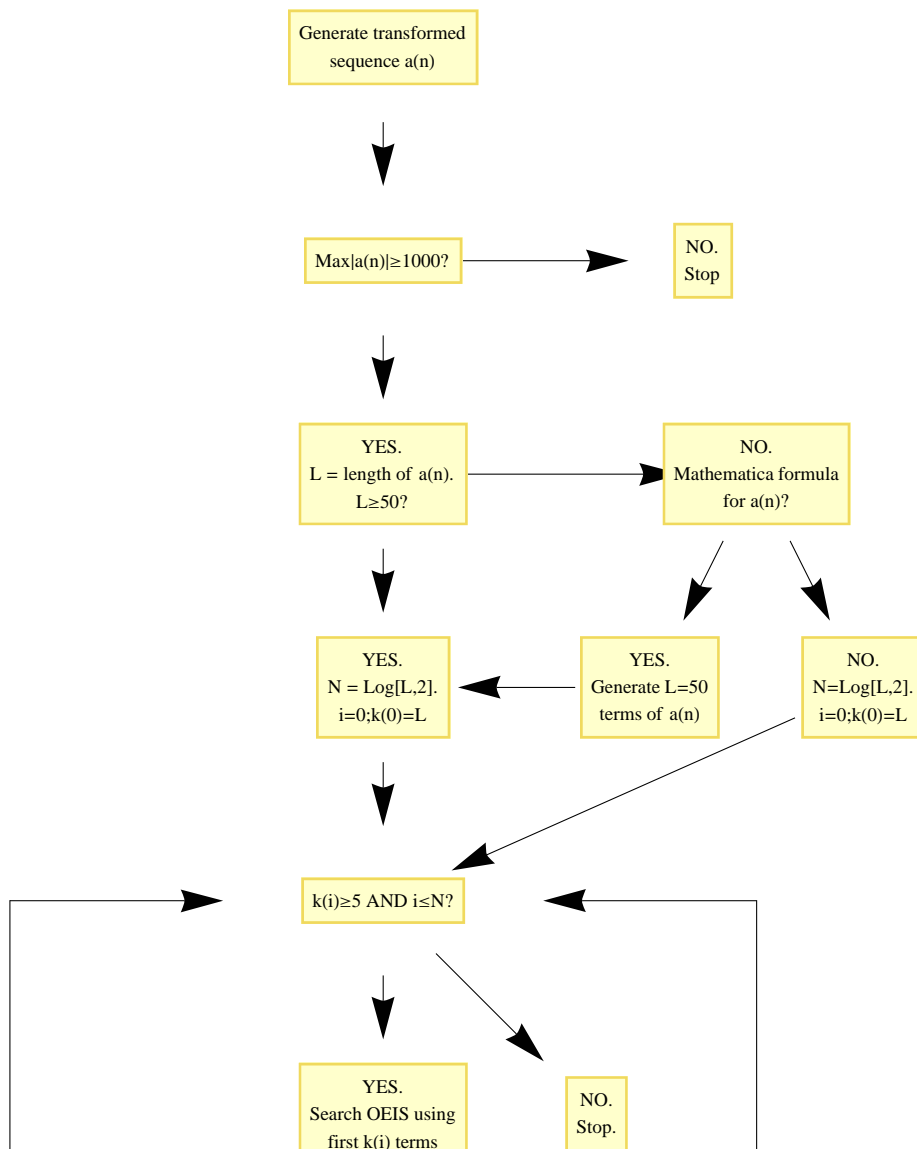 Generate transformed
sequence a(n)
Max|a(n)|≥1000?
NO.
Stop
YES.
L = length of a(n).
L≥50?
NO.
Mathematica formula
for a(n)?
YES.
N = Log[L,2].
i=0;k(0)=L
YES.
Generate L=50
terms of a(n)
NO.
N=Log[L,2].
i=0;k(0)=L
k(i)≥5 AND i≤N?
YES.
Search OEIS using
first k(i) terms
NO.
Stop.